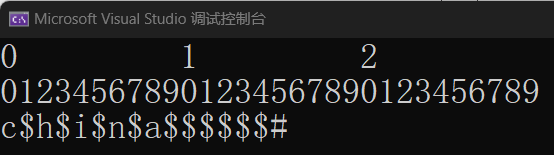 Microsoft Visual Studio 调试控制台
0         1         2
012345678901234567890123456789
c$h$i$n$a$$$$$$#